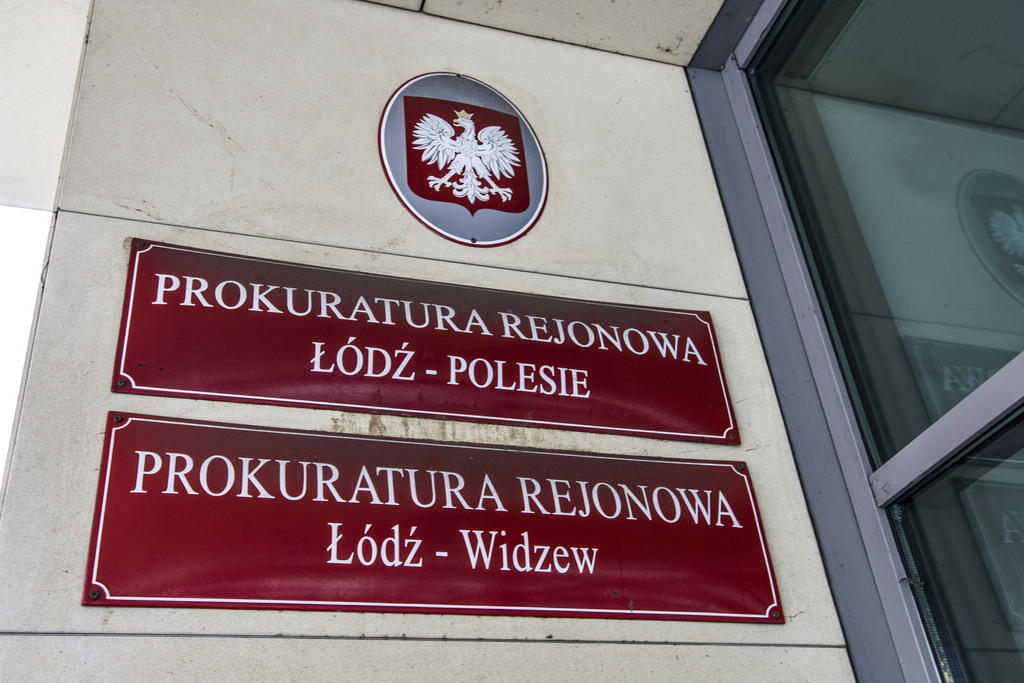 PROKURATURA REJONOWA
ŁÓDŹ - POLESIE
PROKURATURA REJONOWA
Łódź - Widzew